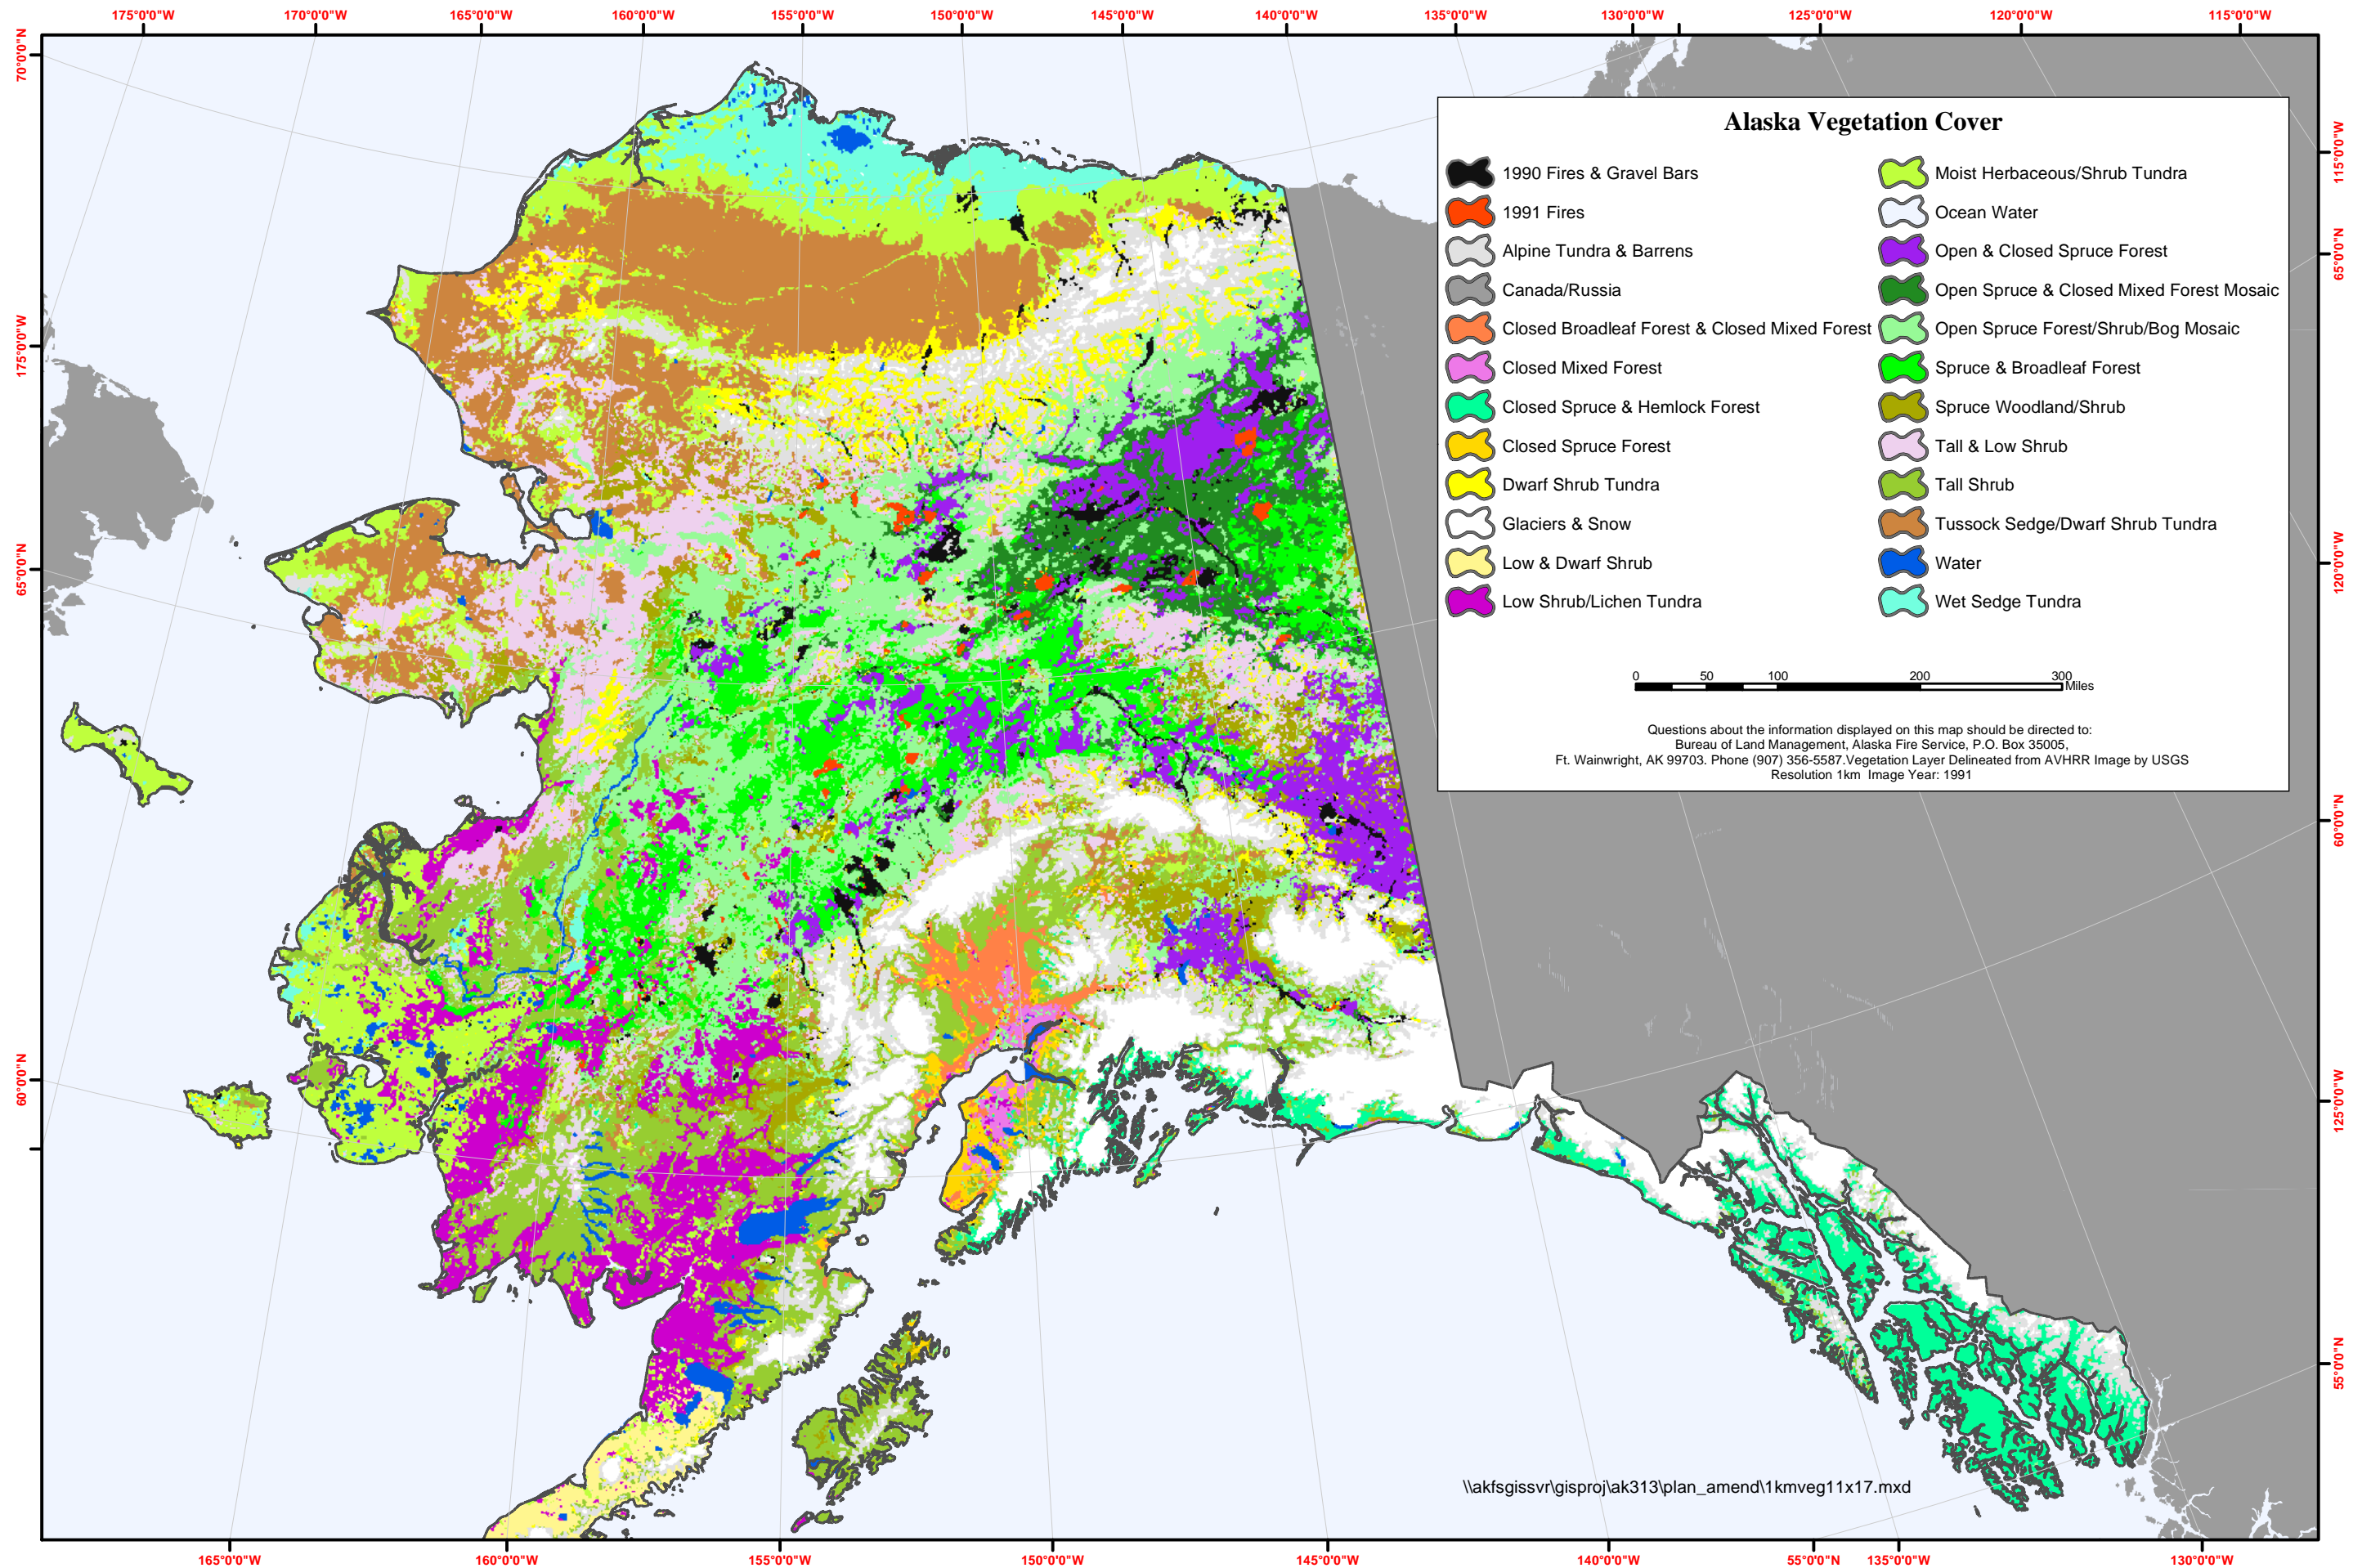 175°0'0"W 170°0'0"W 165°0'0"W 160°0'0"W 155°0'0"W 150°0'0"W 145°0'0"W 140°0'0"W 135°0'0"W 130°0'0"W 125°0'0"W 120°0'0"W 115°0'0"W
70°0'0"N
175°0'0"W
65°0'0"N
60°0'0"N
Alaska Vegetation Cover
1990 Fires & Gravel Bars
1991 Fires
Alpine Tundra & Barrens
Canada/Russia
Closed Broadleaf Forest & Closed Mixed Forest
Closed Mixed Forest
Closed Spruce & Hemlock Forest
Closed Spruce Forest
Dwarf Shrub Tundra
Glaciers & Snow
Low & Dwarf Shrub
Low Shrub/Lichen Tundra
Moist Herbaceous/Shrub Tundra
Ocean Water
Open & Closed Spruce Forest
Open Spruce & Closed Mixed Forest Mosaic
Open Spruce Forest/Shrub/Bog Mosaic
Spruce & Broadleaf Forest
Spruce Woodland/Shrub
Tall & Low Shrub
Tall Shrub
Tussock Sedge/Dwarf Shrub Tundra
Water
Wet Sedge Tundra
0 50 100 200 300
Miles
Questions about the information displayed on this map should be directed to:
Bureau of Land Management, Alaska Fire Service, P.O. Box 35005,
Ft. Wainwright, AK 99703. Phone (907) 356-5587.Vegetation Layer Delineated from AVHRR Image by USGS
Resolution 1km Image Year: 1991
115°0'0"W
65°0'0"N
120°0'0"W
60°0'0"N
125°0'0"W
55°0'0"N
\\akfsgissvr\gisproj\ak313\plan_amend\1kmveg11x17.mxd
165°0'0"W 160°0'0"W 155°0'0"W 150°0'0"W 145°0'0"W 140°0'0"W 55°0'0"N 135°0'0"W 130°0'0"W